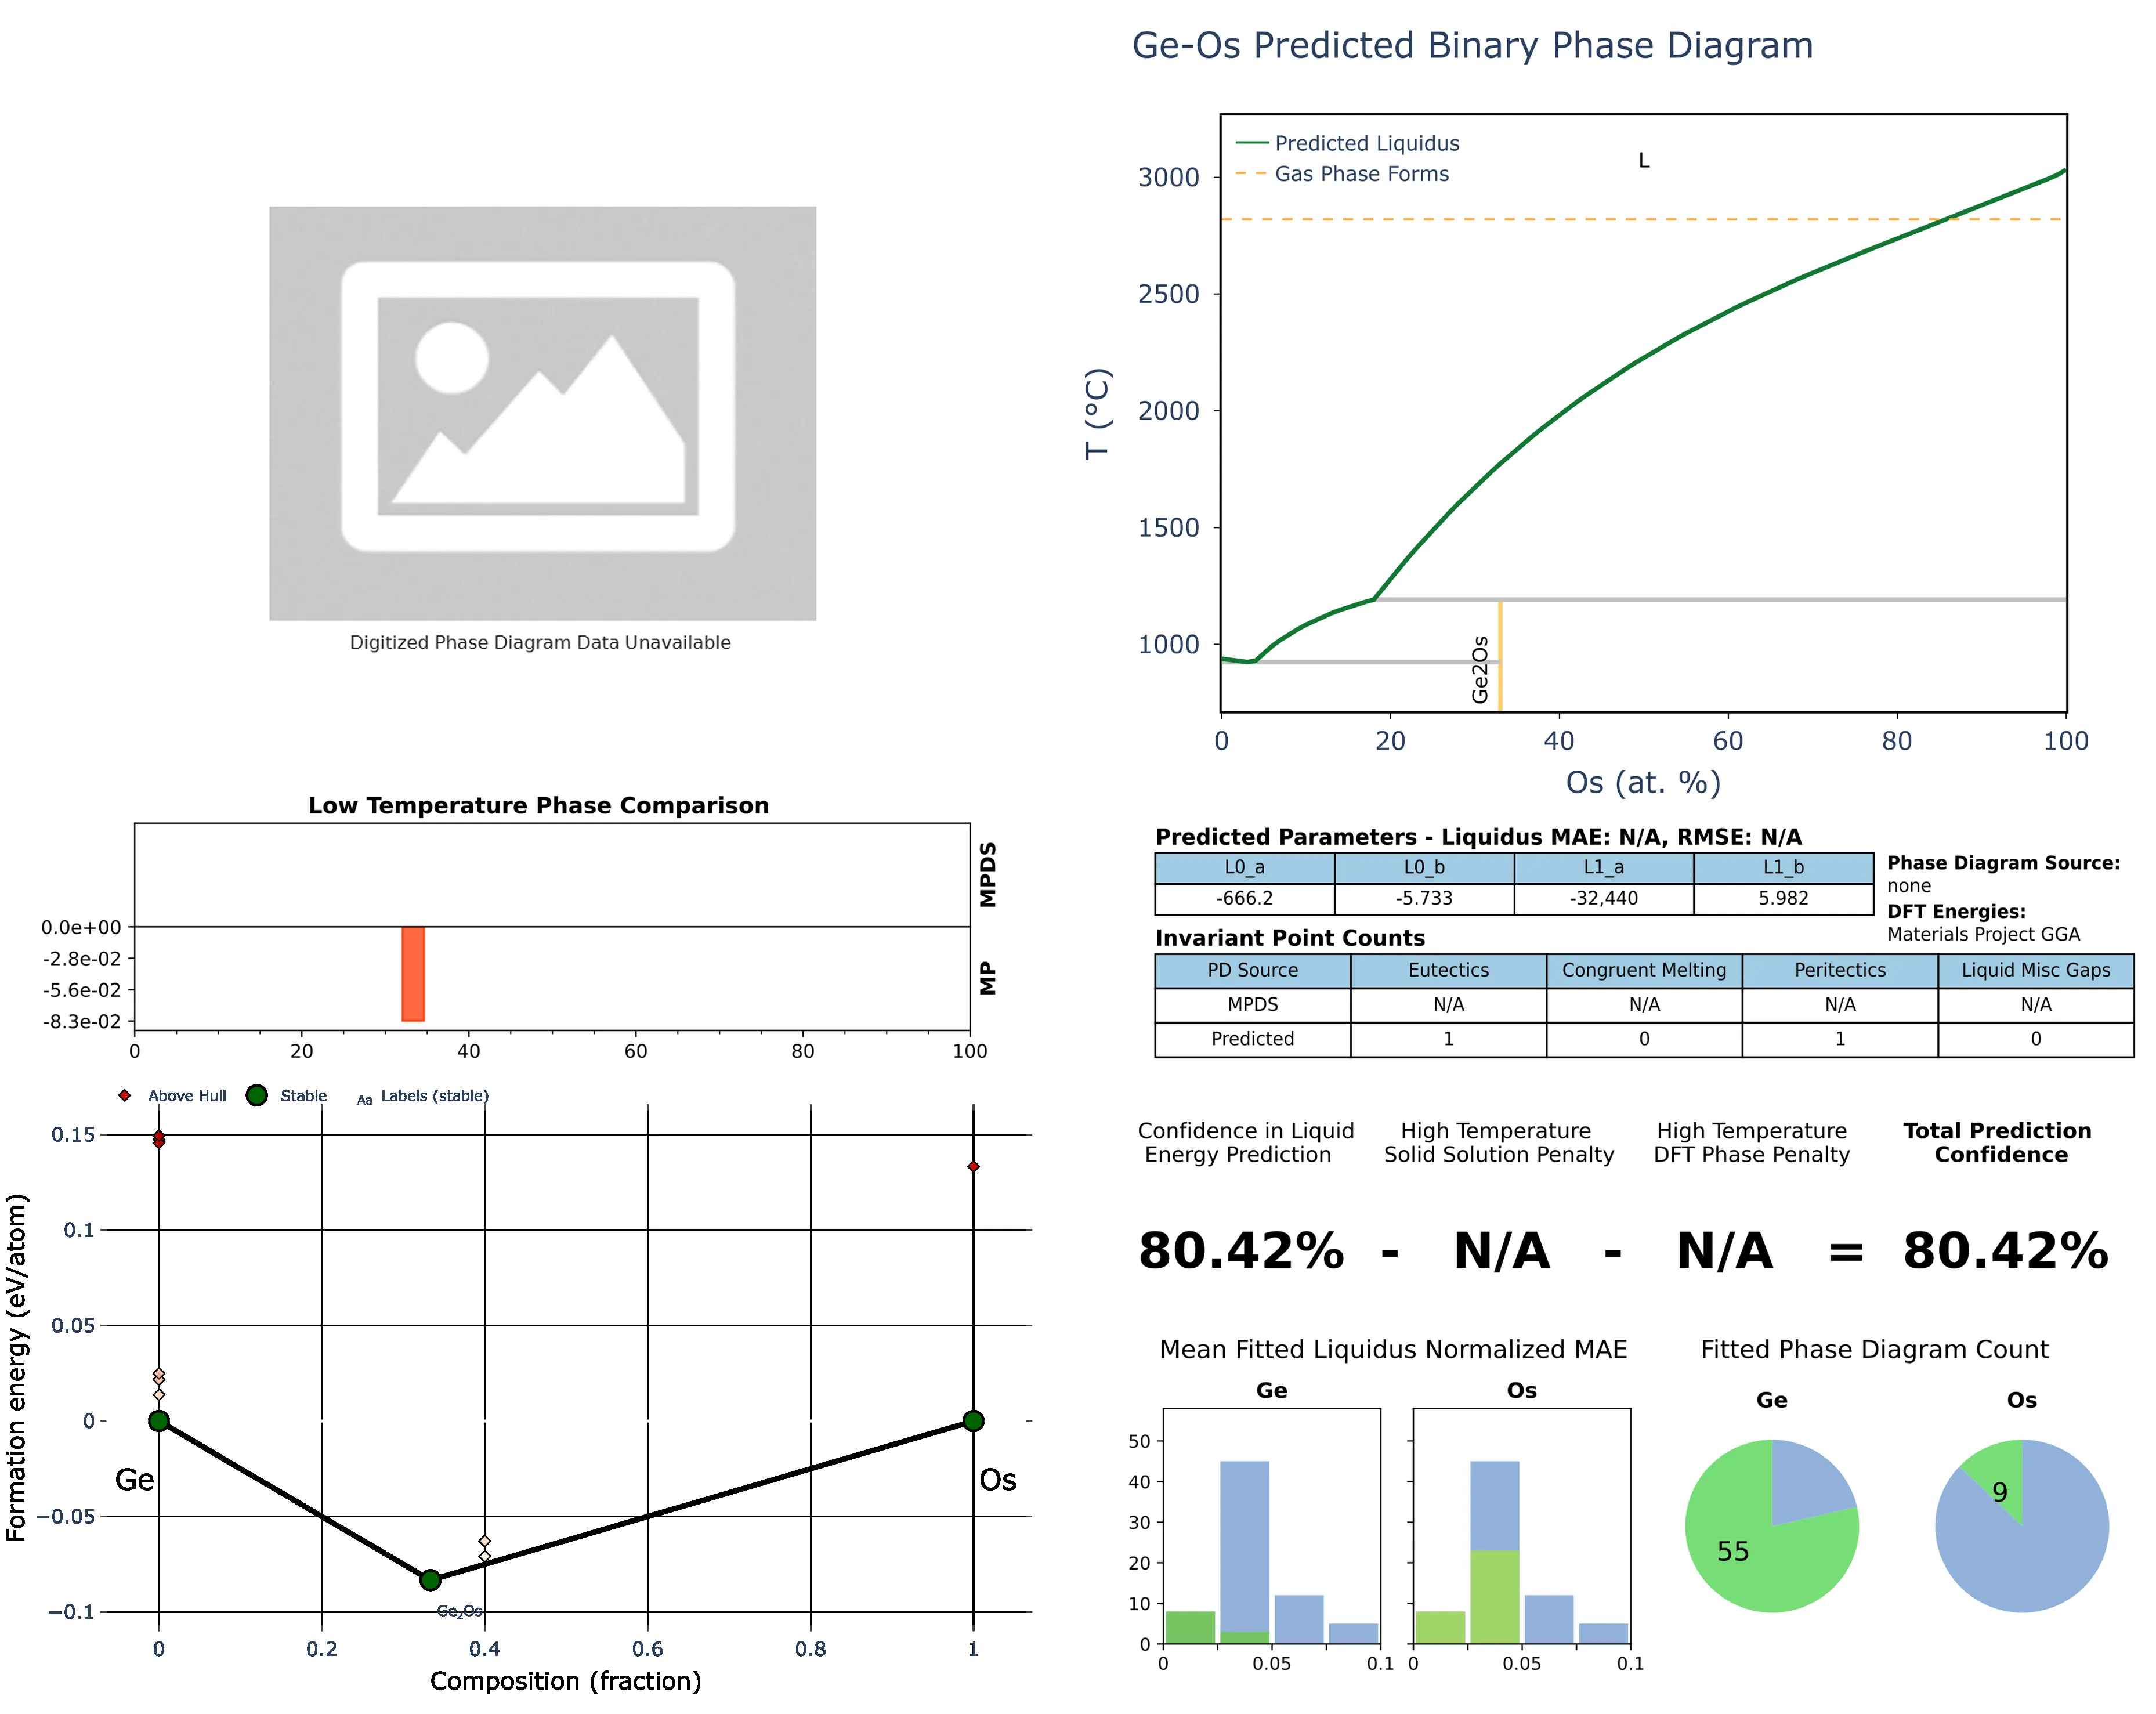 Ge-Os Predicted Binary Phase Diagram
Predicted Liquidus
Gas Phase Forms
L
3000
2500
2000
1500
1000
T (°C)
Ge2Os
0 20 40 60 80 100
Os (at. %)
Digitized Phase Diagram Data Unavailable
Low Temperature Phase Comparison
MPDS
MP
0.0e+00
-2.8e-02
-5.6e-02
-8.3e-02
0 20 40 60 80 100
Predicted Parameters - Liquidus MAE: N/A, RMSE: N/A
L0_a L0_b L1_a L1_b
-666.2 -5.733 -32,440 5.982
Phase Diagram Source:
none
DFT Energies:
Materials Project GGA
Invariant Point Counts
PD Source Eutectics Congruent Melting Peritectics Liquid Misc Gaps
MPDS N/A N/A N/A N/A
Predicted 1 0 1 0
Above Hull Stable Aa Labels (stable)
0.15
0.1
0.05
0
−0.05
−0.1
Formation energy (eV/atom)
Ge
Os
Ge₂Os
0 0.2 0.4 0.6 0.8 1
Composition (fraction)
Confidence in Liquid
Energy Prediction
High Temperature
Solid Solution Penalty
High Temperature
DFT Phase Penalty
Total Prediction
Confidence
80.42% - N/A - N/A = 80.42%
Mean Fitted Liquidus Normalized MAE
Ge
Os
50
40
30
20
10
0
0 0.05 0.1
0 0.05 0.1
Fitted Phase Diagram Count
Ge
Os
55
9